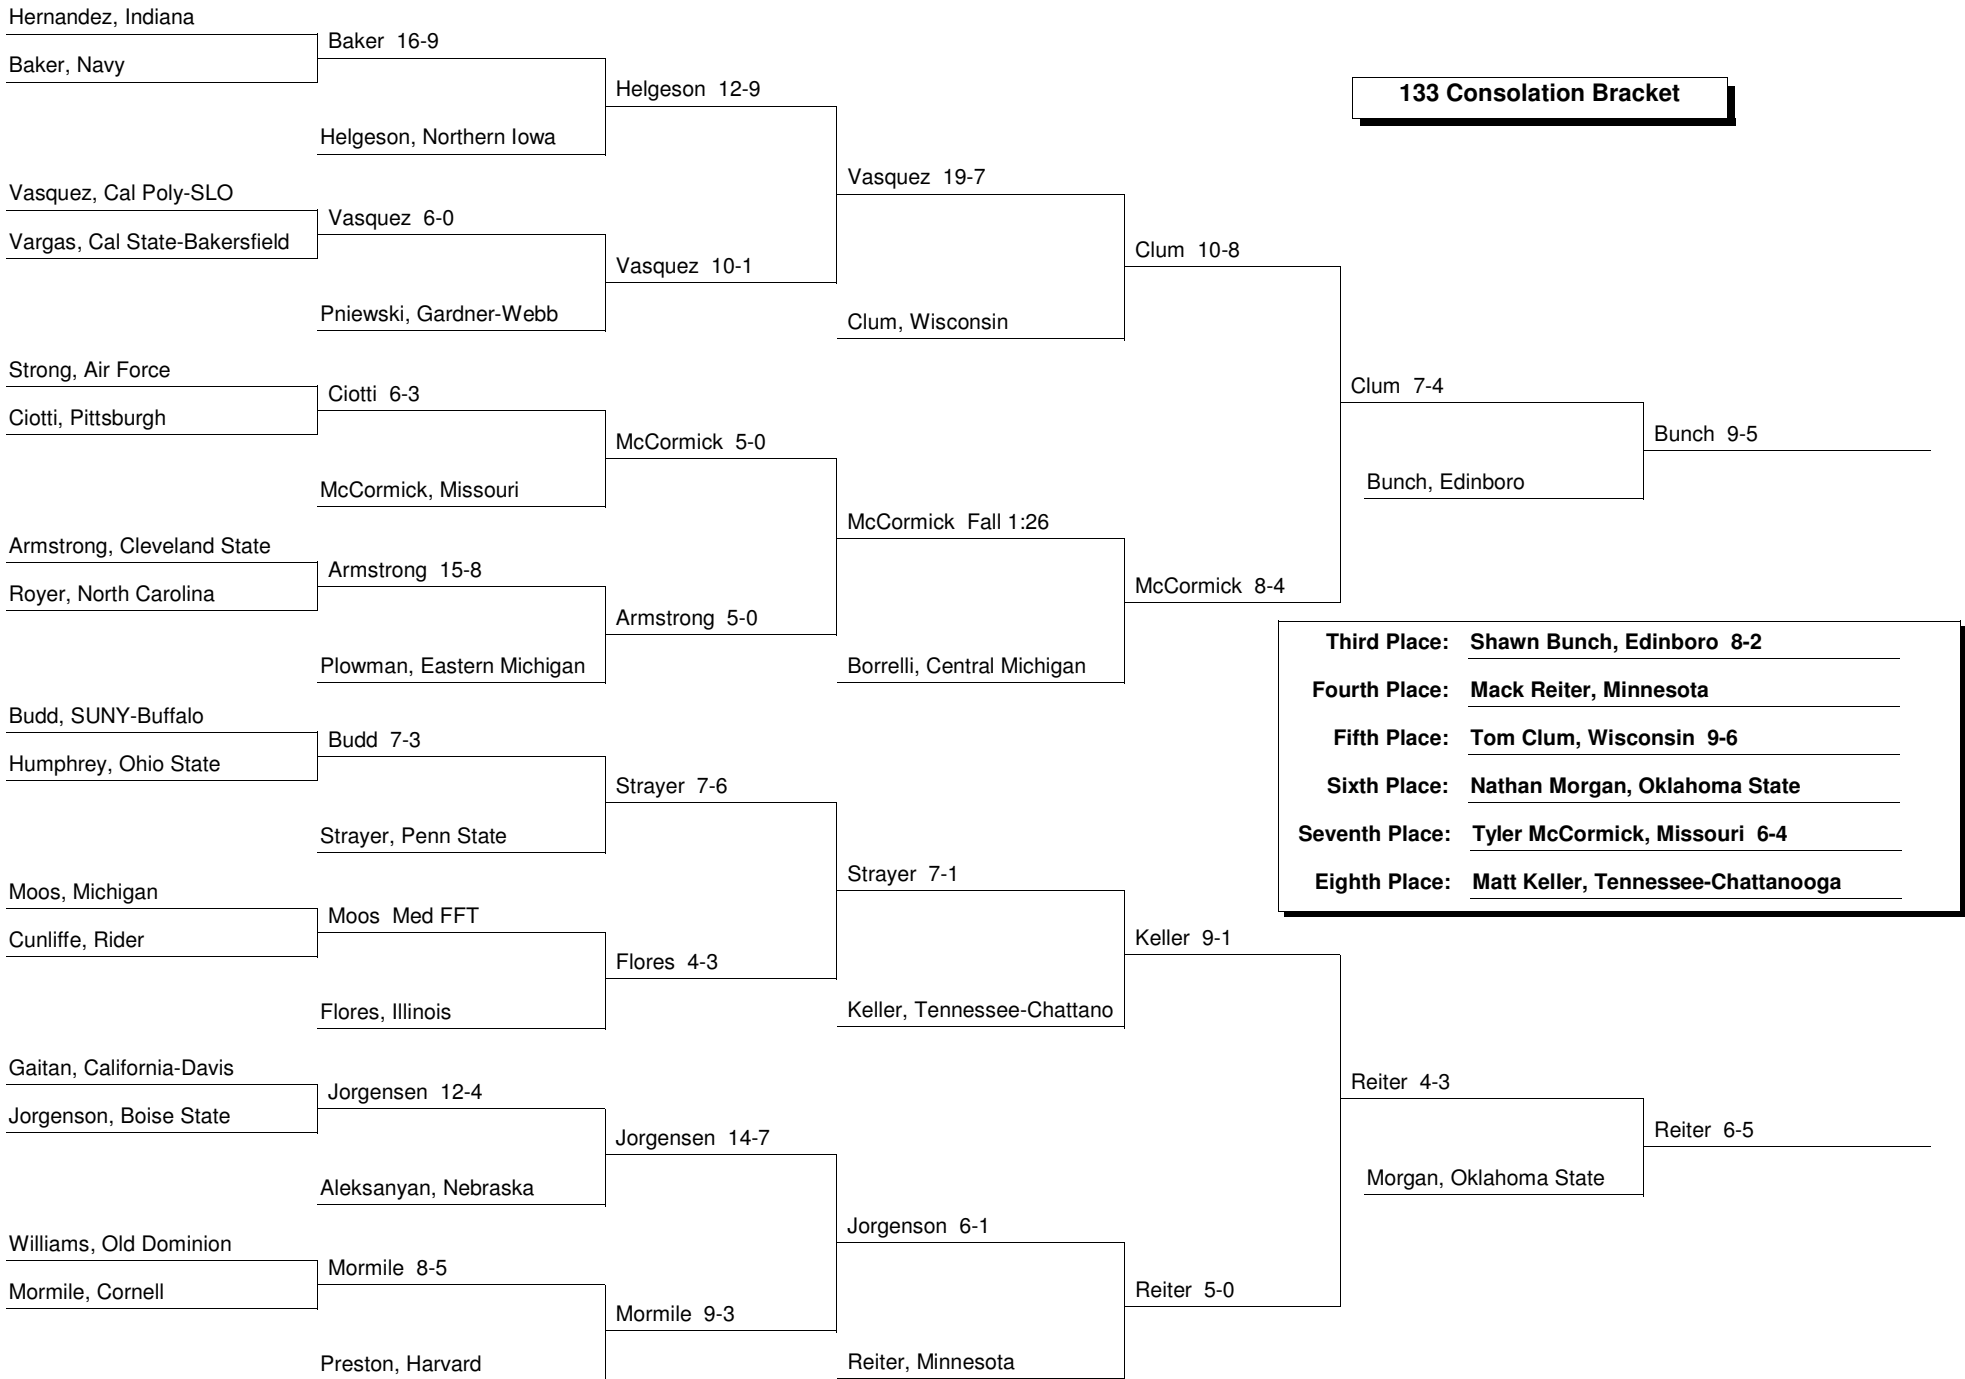 Hernandez, Indiana
Baker, Navy
Baker 16-9
Helgeson, Northern Iowa
Helgeson 12-9
133 Consolation Bracket
Vasquez, Cal Poly-SLO
Vargas, Cal State-Bakersfield
Vasquez 6-0
Pniewski, Gardner-Webb
Vasquez 10-1
Vasquez 19-7
Clum, Wisconsin
Clum 10-8
Strong, Air Force
Ciotti, Pittsburgh
Ciotti 6-3
McCormick, Missouri
McCormick 5-0
Armstrong, Cleveland State
Royer, North Carolina
Armstrong 15-8
Plowman, Eastern Michigan
Armstrong 5-0
McCormick Fall 1:26
Borrelli, Central Michigan
McCormick 8-4
Clum 7-4
Bunch, Edinboro
Bunch 9-5
Third Place: Shawn Bunch, Edinboro 8-2
Fourth Place: Mack Reiter, Minnesota
Fifth Place: Tom Clum, Wisconsin 9-6
Sixth Place: Nathan Morgan, Oklahoma State
Seventh Place: Tyler McCormick, Missouri 6-4
Eighth Place: Matt Keller, Tennessee-Chattanooga
Budd, SUNY-Buffalo
Humphrey, Ohio State
Budd 7-3
Strayer, Penn State
Strayer 7-6
Moos, Michigan
Cunliffe, Rider
Moos Med FFT
Flores, Illinois
Flores 4-3
Strayer 7-1
Keller, Tennessee-Chattano
Keller 9-1
Gaitan, California-Davis
Jorgenson, Boise State
Jorgensen 12-4
Aleksanyan, Nebraska
Jorgensen 14-7
Williams, Old Dominion
Mormile, Cornell
Mormile 8-5
Preston, Harvard
Mormile 9-3
Jorgenson 6-1
Reiter, Minnesota
Reiter 5-0
Reiter 4-3
Morgan, Oklahoma State
Reiter 6-5